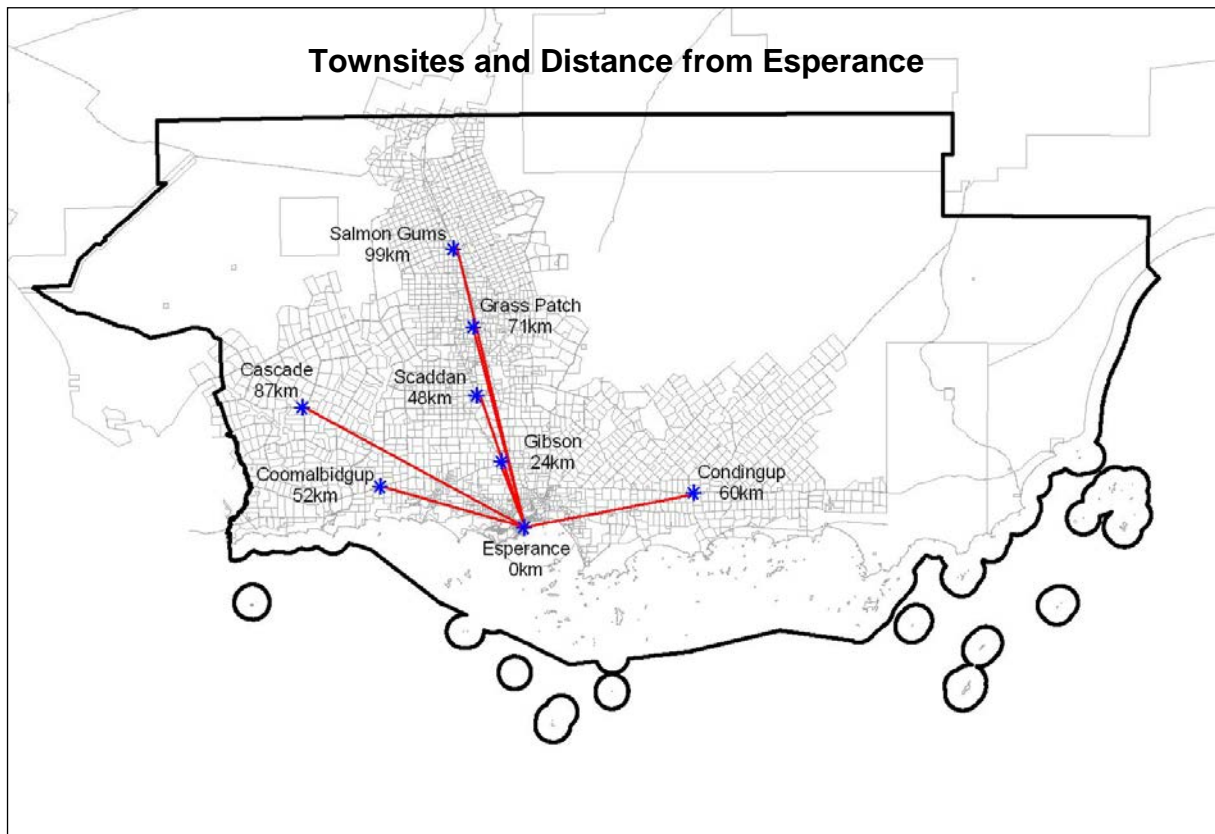 Townsites and Distance from Esperance
Salmon Gums
99km
Grass Patch
71km
Cascade
87km
Scaddan
48km
Gibson
24km
Coomalbidgup
52km
Condingup
60km
Esperance
0km